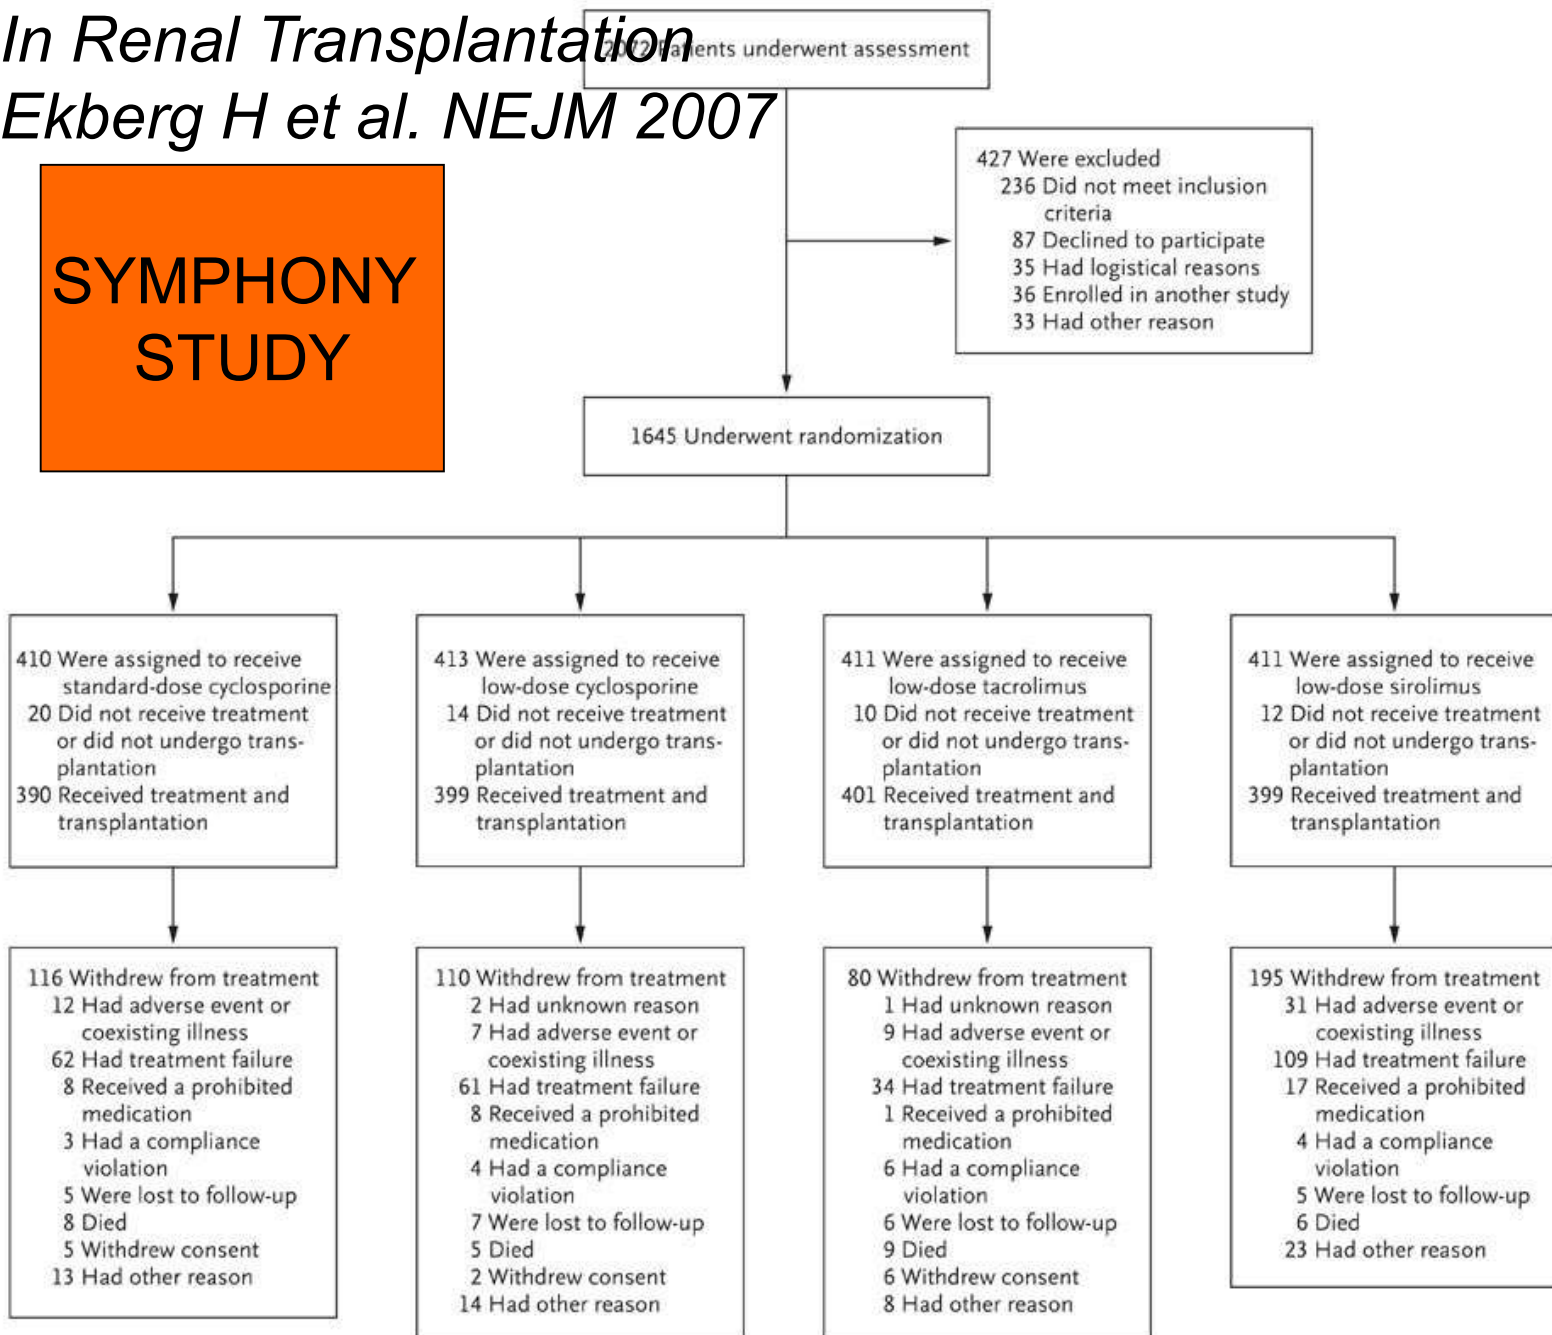 In Renal Transplantation
Ekberg H et al. NEJM 2007
SYMPHONY
STUDY
2072 Patients underwent assessment
427 Were excluded
236 Did not meet inclusion
criteria
87 Declined to participate
35 Had logistical reasons
36 Enrolled in another study
33 Had other reason
1645 Underwent randomization
410 Were assigned to receive
standard-dose cyclosporine
20 Did not receive treatment
or did not undergo trans-
plantation
390 Received treatment and
transplantation
413 Were assigned to receive
low-dose cyclosporine
14 Did not receive treatment
or did not undergo trans-
plantation
399 Received treatment and
transplantation
411 Were assigned to receive
low-dose tacrolimus
10 Did not receive treatment
or did not undergo trans-
plantation
401 Received treatment and
transplantation
411 Were assigned to receive
low-dose sirolimus
12 Did not receive treatment
or did not undergo trans-
plantation
399 Received treatment and
transplantation
116 Withdrew from treatment
12 Had adverse event or
coexisting illness
62 Had treatment failure
8 Received a prohibited
medication
3 Had a compliance
violation
5 Were lost to follow-up
8 Died
5 Withdrew consent
13 Had other reason
110 Withdrew from treatment
2 Had unknown reason
7 Had adverse event or
coexisting illness
61 Had treatment failure
8 Received a prohibited
medication
4 Had a compliance
violation
7 Were lost to follow-up
5 Died
2 Withdrew consent
14 Had other reason
80 Withdrew from treatment
1 Had unknown reason
9 Had adverse event or
coexisting illness
34 Had treatment failure
1 Received a prohibited
medication
6 Had a compliance
violation
6 Were lost to follow-up
9 Died
6 Withdrew consent
8 Had other reason
195 Withdrew from treatment
31 Had adverse event or
coexisting illness
109 Had treatment failure
17 Received a prohibited
medication
4 Had a compliance
violation
5 Were lost to follow-up
6 Died
23 Had other reason